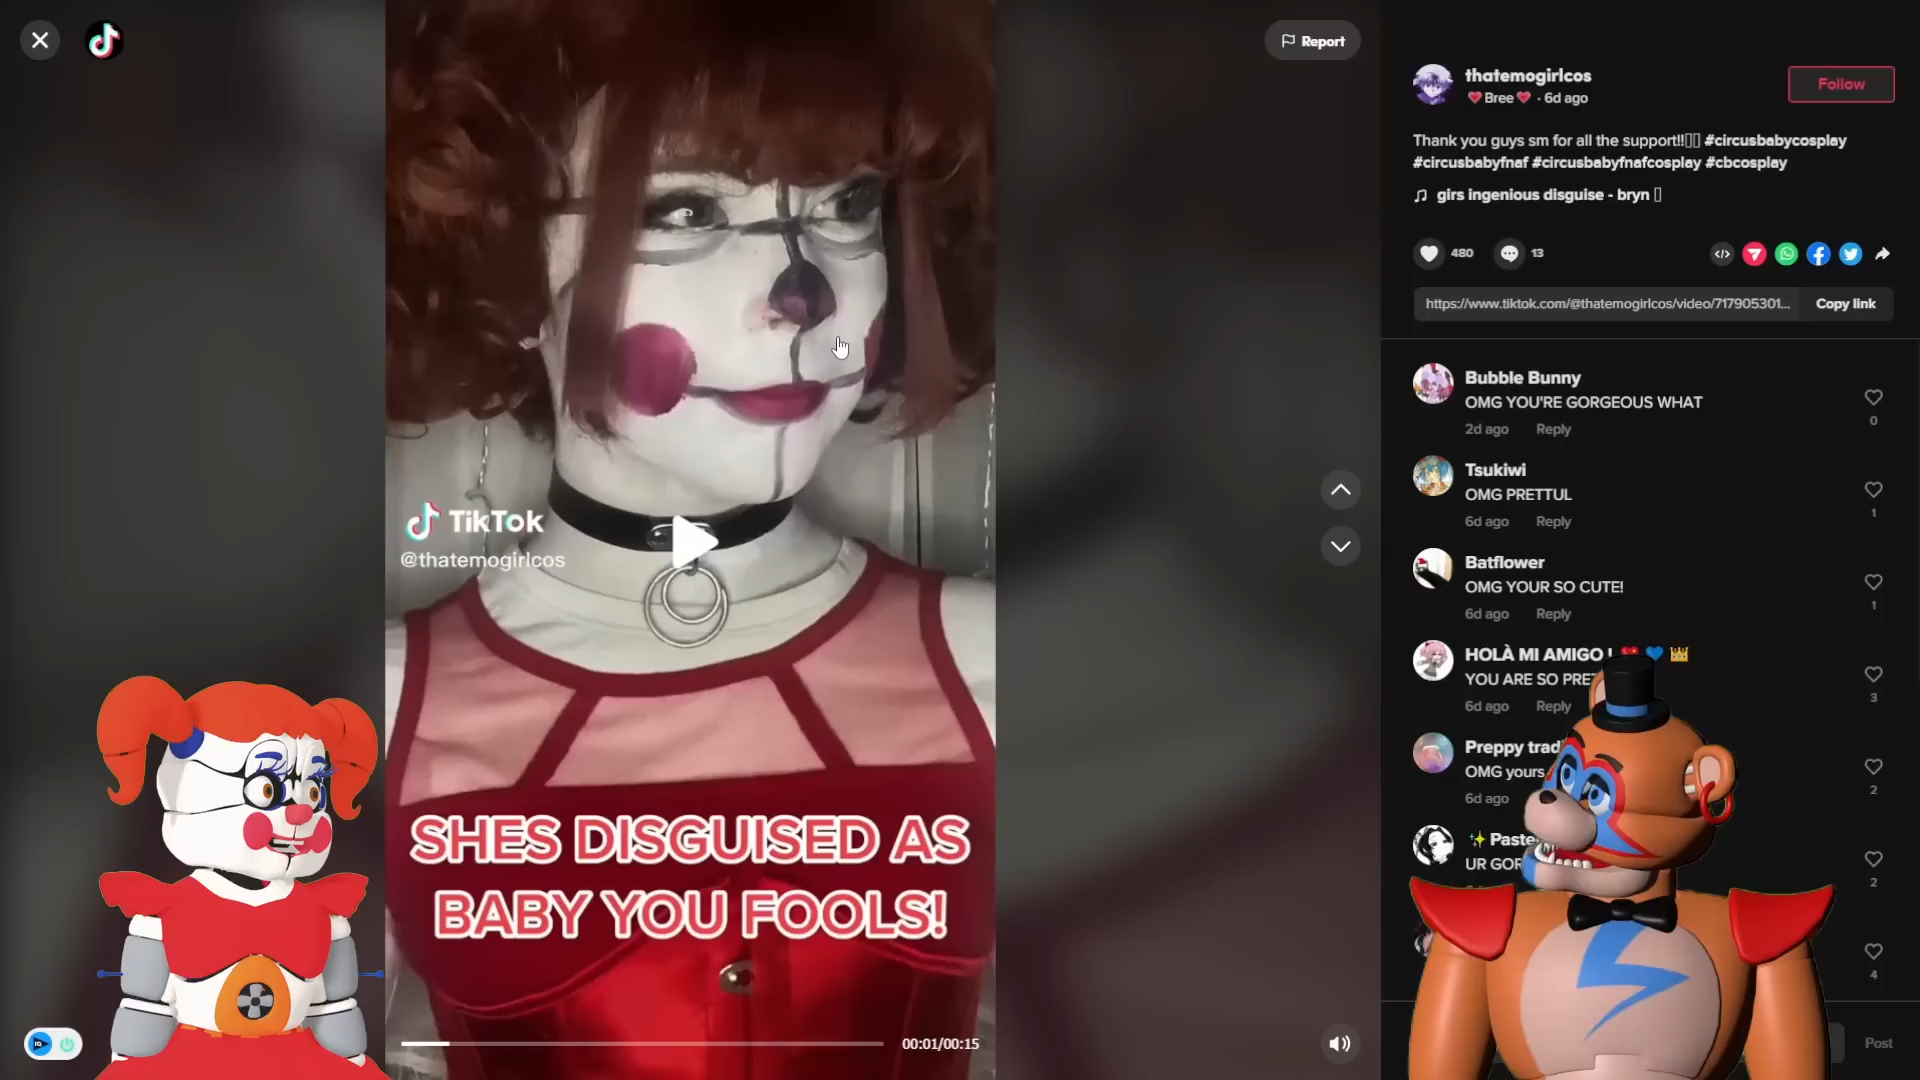 Report
TikTok
@thatemogirlcos
SHES DISGUISED AS
BABY YOU FOOLS!
00:01/00:15
thatemogirlcos
Bree · 6d ago
Follow
Thank you guys sm for all the support!! #circusbabycosplay
#circusbabyfnaf #circusbabyfnafcosplay #cbcosplay
girs ingenious disguise - bryn
480
13
https://www.tiktok.com/@thatemogirlcos/video/717905301...
Copy link
Bubble Bunny
OMG YOU'RE GORGEOUS WHAT
2d ago Reply
0
Tsukiwi
OMG PRETTUL
6d ago Reply
1
Batflower
OMG YOUR SO CUTE!
6d ago Reply
1
HOLÀ MI AMIGO !
YOU ARE SO
6d ago Reply
3
Preppy
OMG yours
6d ago
2
UR
2
4
Post